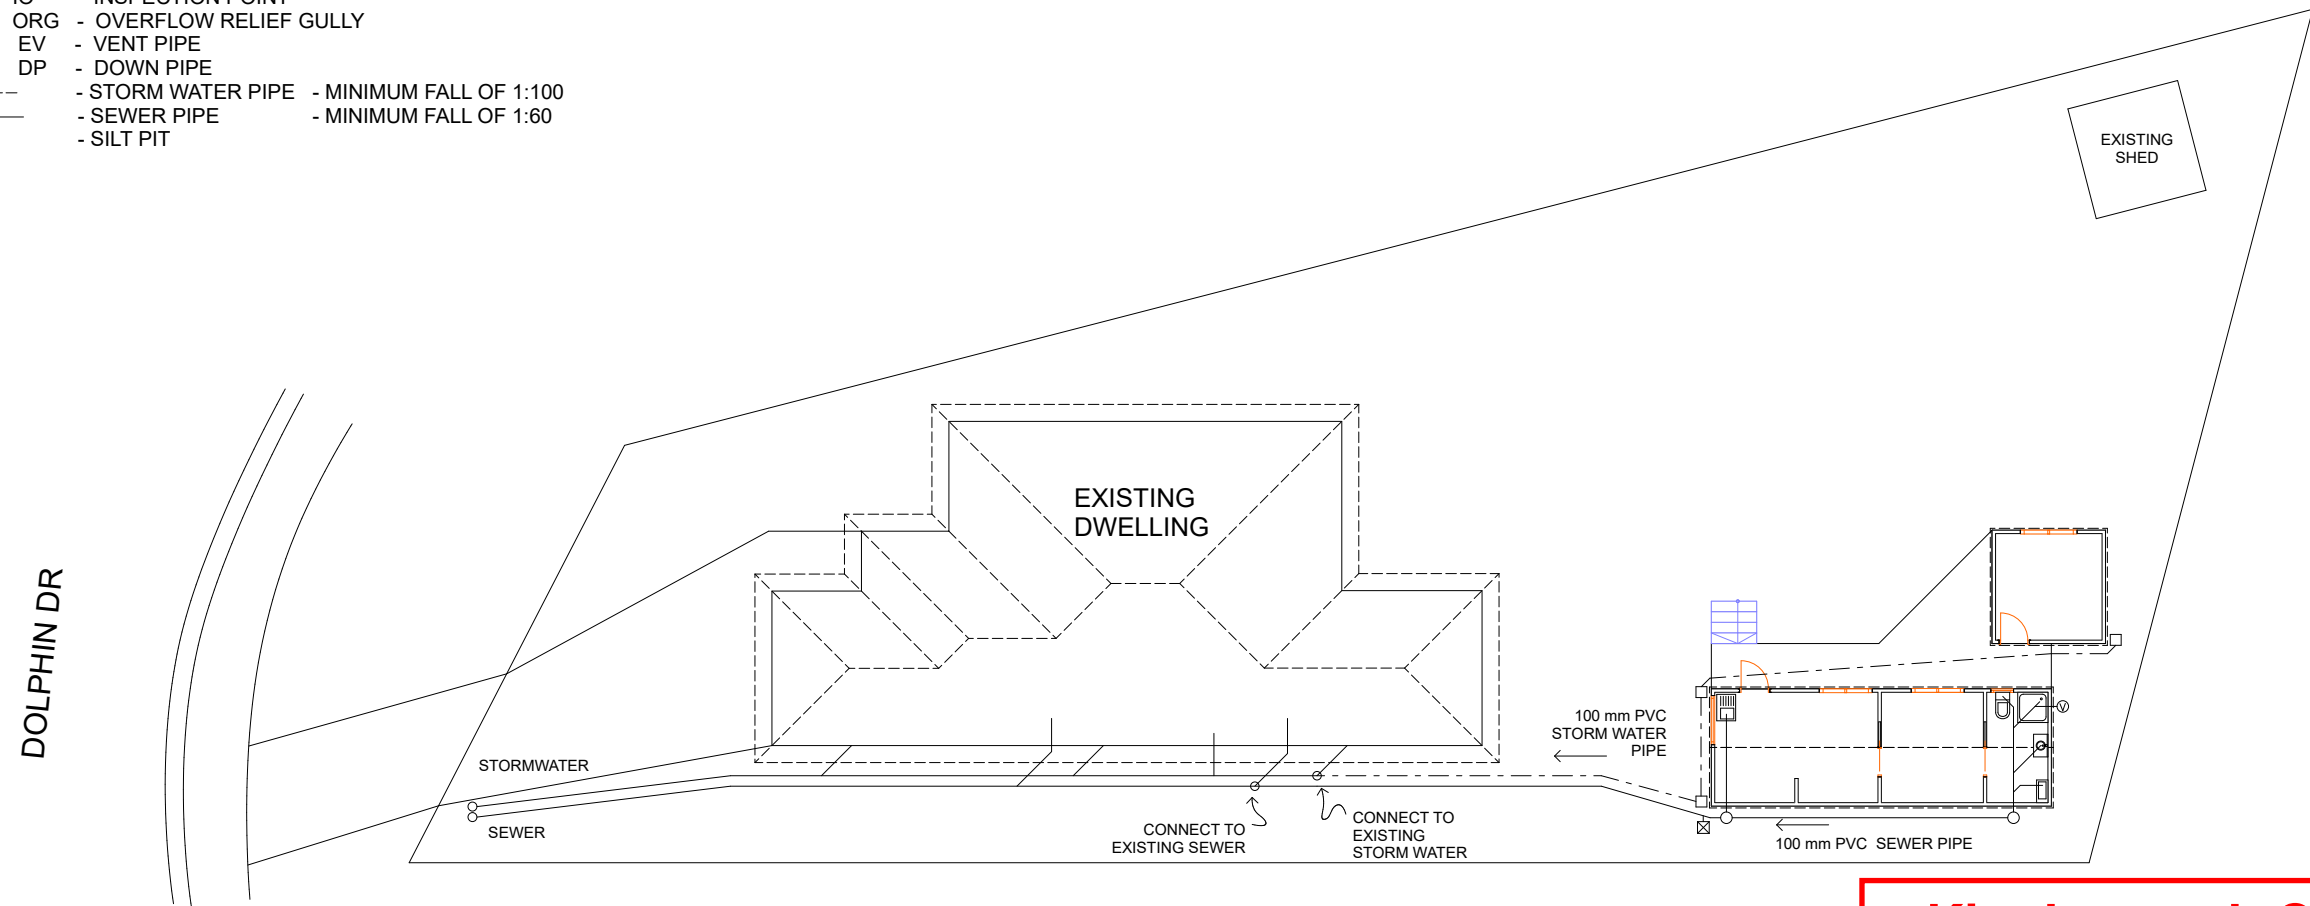 ORG - OVERFLOW RELIEF GULLY
EV - VENT PIPE
DP - DOWN PIPE
- STORM WATER PIPE - MINIMUM FALL OF 1:100
- SEWER PIPE - MINIMUM FALL OF 1:60
- SILT PIT
EXISTING
SHED
EXISTING
DWELLING
DOLPHIN DR
100 mm PVC
STORM WATER
PIPE
V
STORMWATER
SEWER
CONNECT TO
EXISTING SEWER
CONNECT TO
EXISTING
STORM WATER
100 mm PVC SEWER PIPE